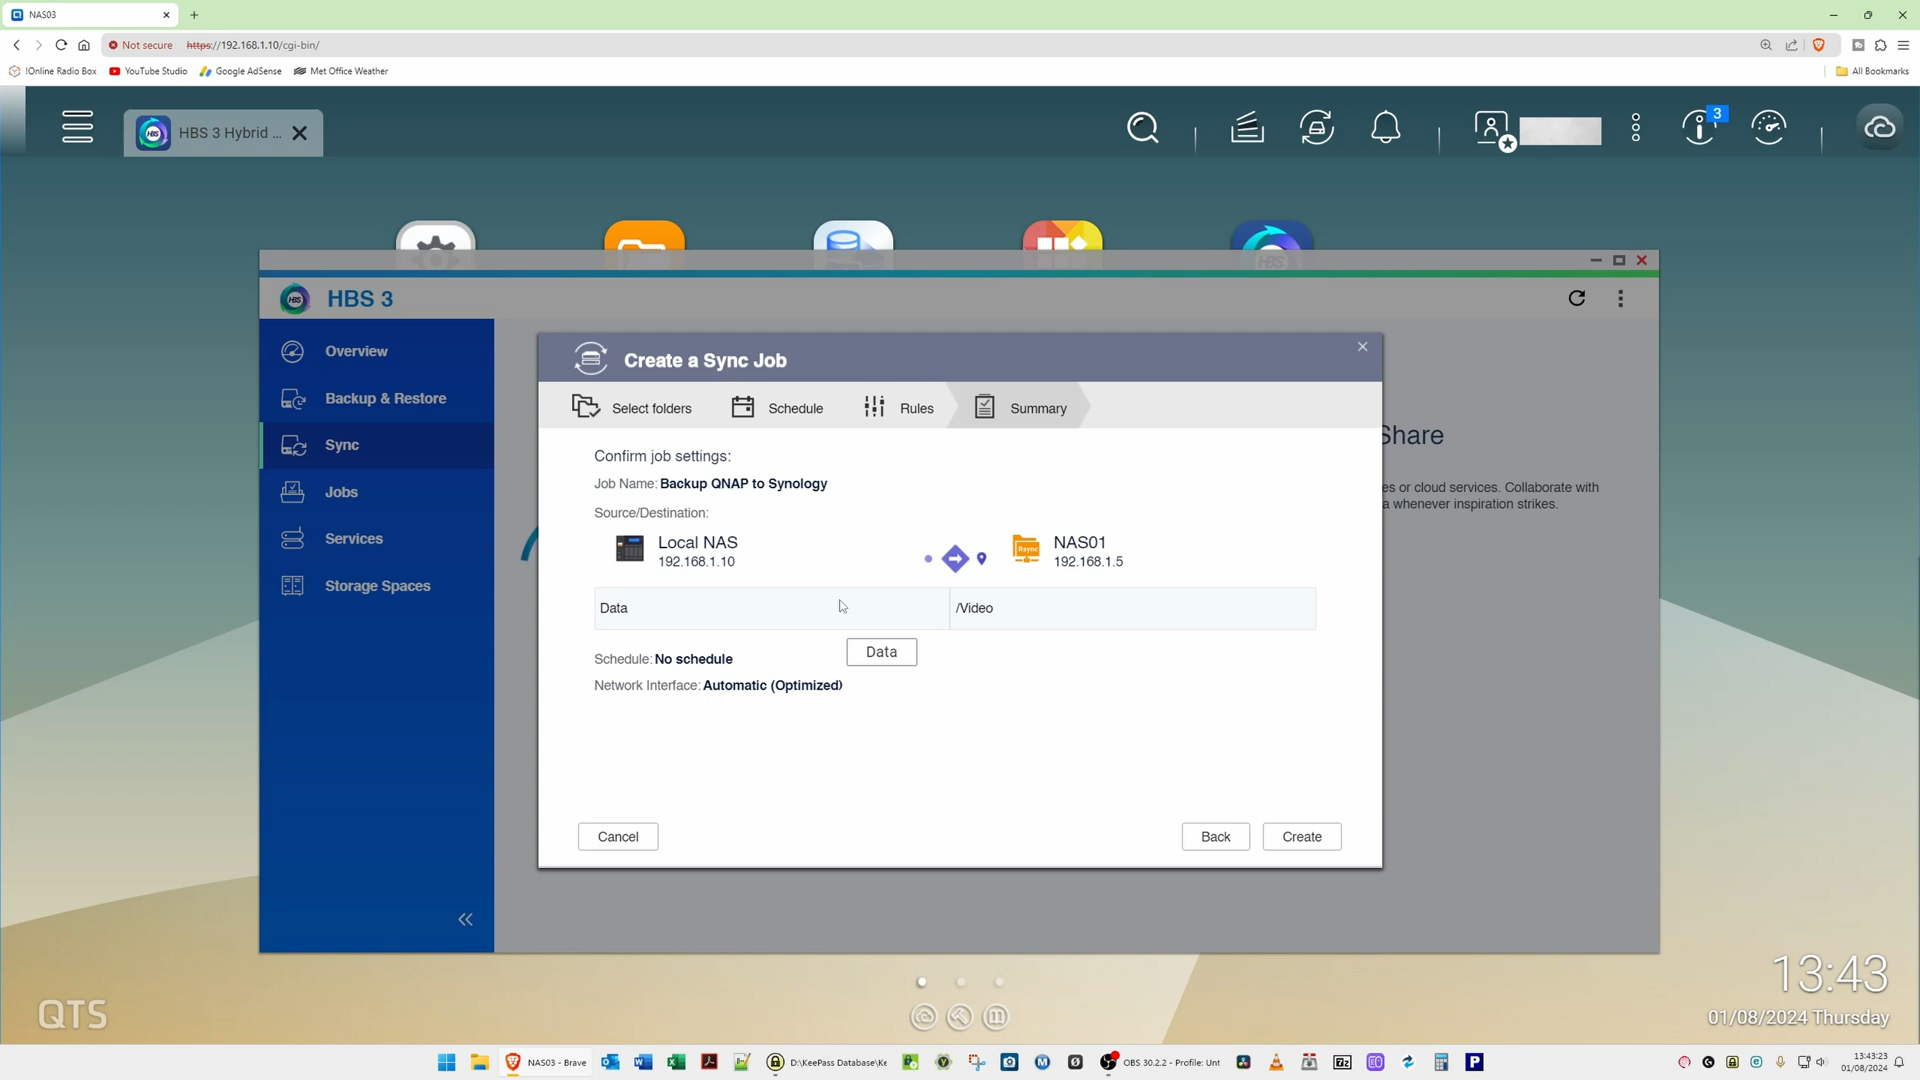 NAS03
Not secure https://192.168.1.10/cgi-bin/
!Online Radio Box YouTube Studio Google AdSense Met Office Weather All Bookmarks
HBS 3 Hybrid ...
3
HBS
HBS 3
Overview
Backup & Restore
Sync
Jobs
Services
Storage Spaces
Create a Sync Job
Select folders Schedule Rules Summary
Share
es or cloud services. Collaborate with
a whenever inspiration strikes.
Confirm job settings:
Job Name: Backup QNAP to Synology
Source/Destination:
Local NAS
192.168.1.10
Rsync
NAS01
192.168.1.5
Data /Video
Data
Schedule: No schedule
Network Interface: Automatic (Optimized)
Cancel Back Create
QTS
13:43
01/08/2024 Thursday
NAS03 - Brave
D:\KeePass Database\Ke
OBS 30.2.2 - Profile: Unt
13:43:23
01/08/2024